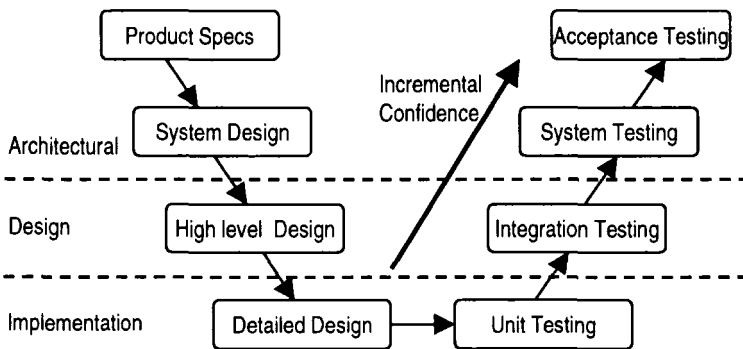 Product Specs
Acceptance Testing
Incremental
Confidence
System Design
System Testing
Architectural
Design
High level Design
Integration Testing
Implementation
Detailed Design
Unit Testing